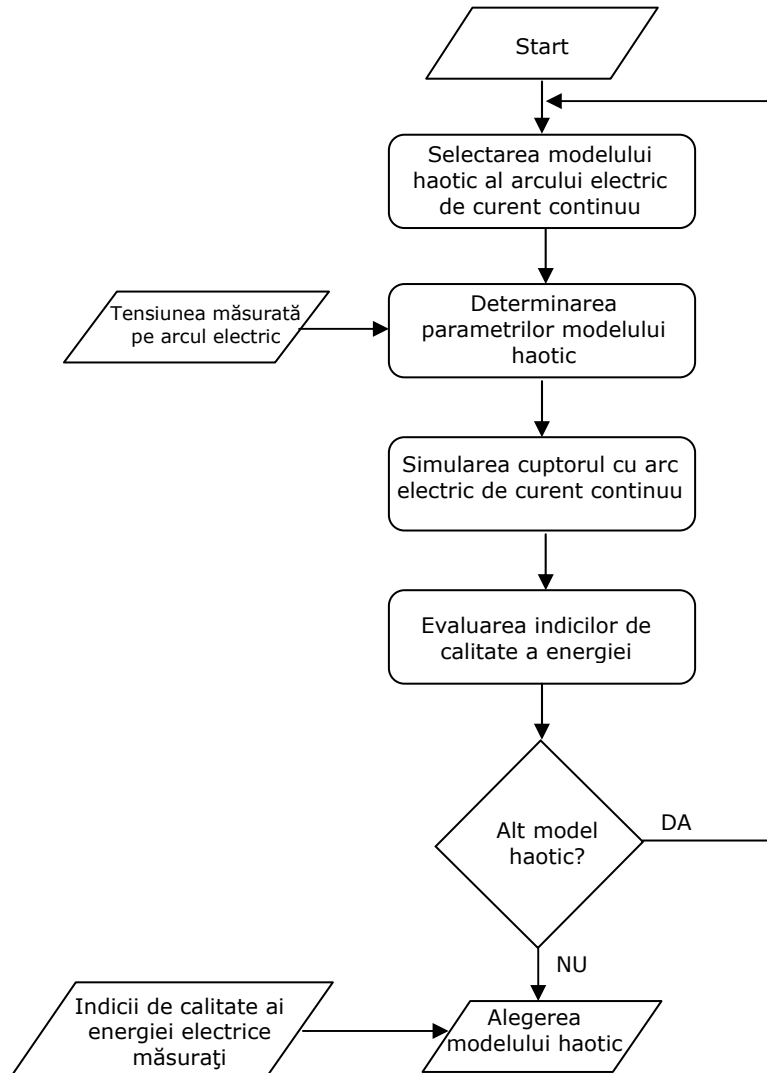 Start
Selectarea modelului
haotic al arcului electric
de curent continuu
Tensiunea măsurată
pe arcul electric
Determinarea
parametrilor modelului
haotic
Simularea cuptorul cu arc
electric de curent continuu
Evaluarea indicilor de
calitate a energiei
Alt model
haotic?
DA
NU
Indicii de calitate ai
energiei electrice
măsuraţi
Alegerea
modelului haotic